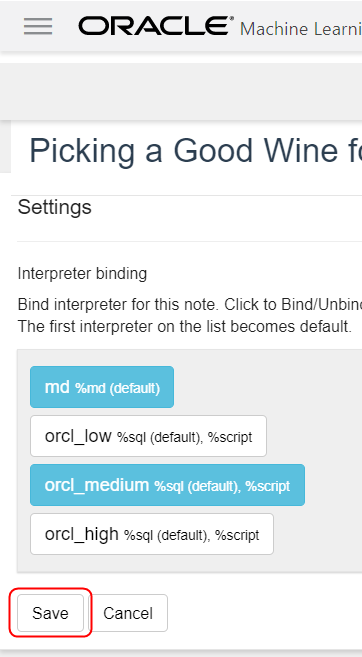 ORACLE® Machine Learni
Picking a Good Wine fo
Settings
Interpreter binding
Bind interpreter for this note. Click to Bind/Unbind
The first interpreter on the list becomes default.
md %md (default)
orcl_low %sql (default), %script
orcl_medium %sql (default), %script
orcl_high %sql (default), %script
Save Cancel